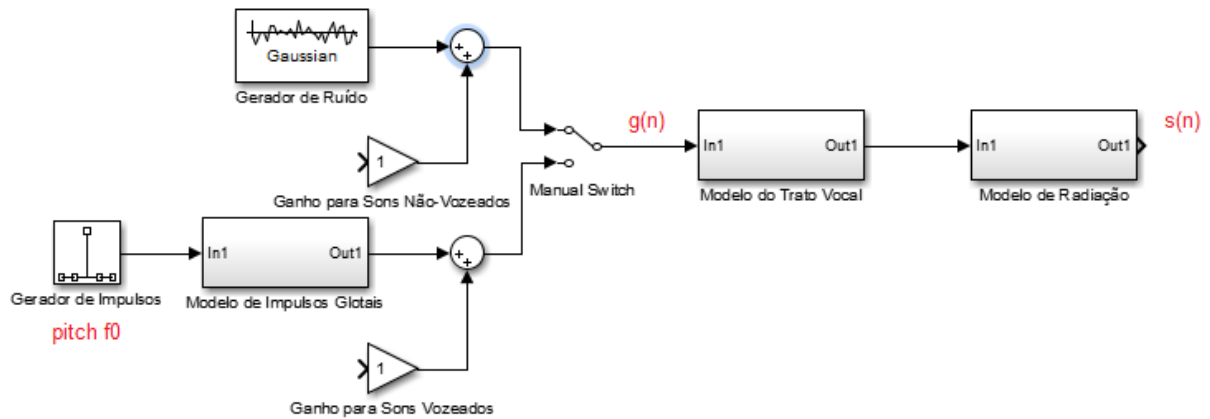 Gaussian
Gerador de Ruído
1
Ganho para Sons Não-Vozeados
Manual Switch
g(n)
In1
Out1
Modelo do Trato Vocal
In1
Out1
Modelo de Radiação
s(n)
Gerador de Impulsos
pitch f0
In1
Out1
Modelo de Impulsos Glotais
1
Ganho para Sons Vozeados